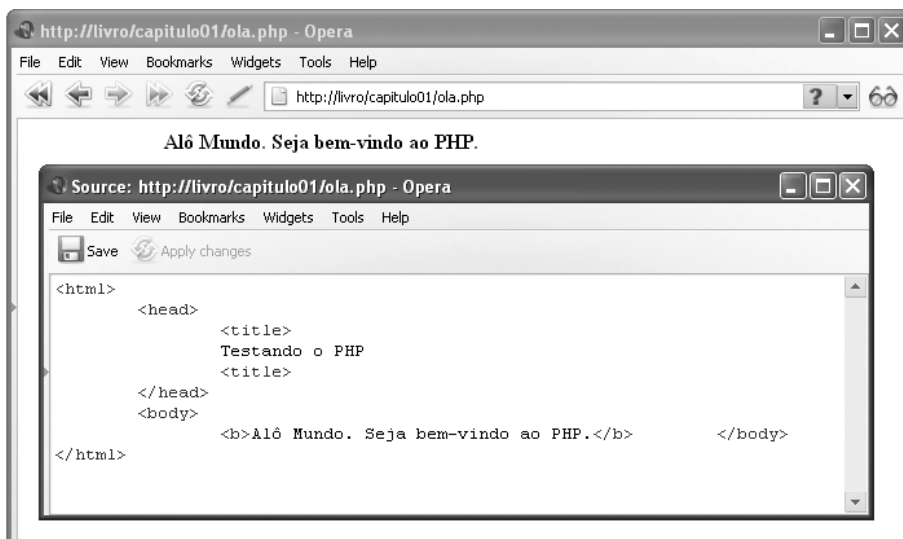 http://livro/capitulo01/ola.php - Opera
File Edit View Bookmarks Widgets Tools Help
http://livro/capitulo01/ola.php ?
Alô Mundo. Seja bem-vindo ao PHP.
Source: http://livro/capitulo01/ola.php - Opera
File Edit View Bookmarks Widgets Tools Help
Save Apply changes
<html>
<head>
<title>
Testando o PHP
<title>
</head>
<body>
<b>Alô Mundo. Seja bem-vindo ao PHP.</b> </body>
</html>